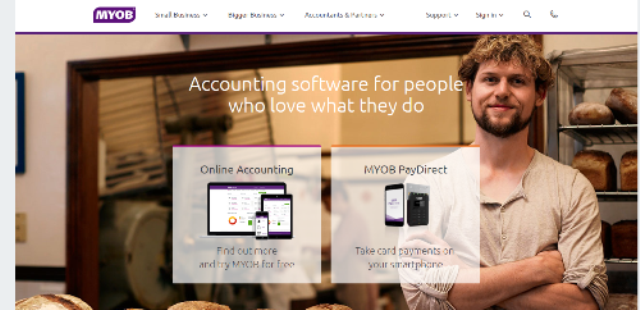 MYOB
Small Business
Bigger Business
Accountants & Partners
Support
Sign In
Accounting software for people
who love what they do
Online Accounting
Find out more
and try MYOB for free
MYOB PayDirect
Take card payments on
your smartphone